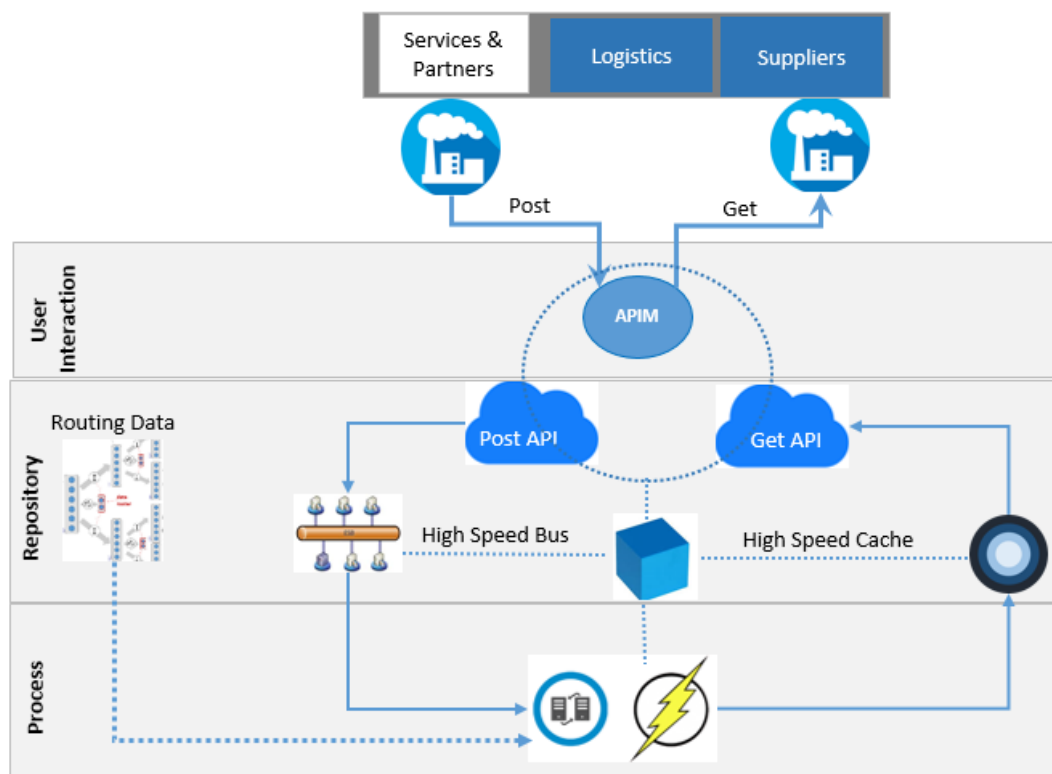 Services &
Partners
Logistics
Suppliers
Post
Get
User
Interaction
APIM
Routing Data
Post API
Get API
Repository
High Speed Bus
High Speed Cache
Process